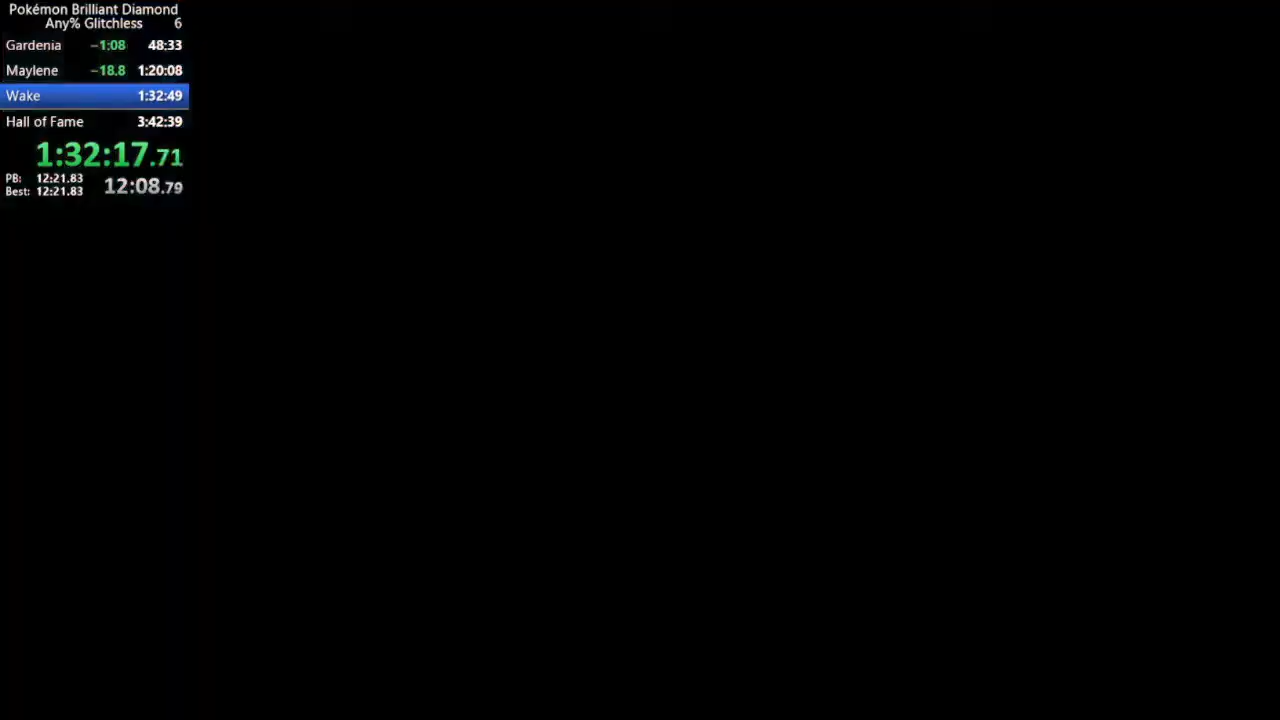 Pokémon Brilliant Diamond
Any% Glitchless 6
Gardenia −1:08 48:33
Maylene −18.8 1:20:08
Wake 1:32:49
Hall of Fame 3:42:39
1:32:17.71
PB: 12:21.83
Best: 12:21.83 12:08.79